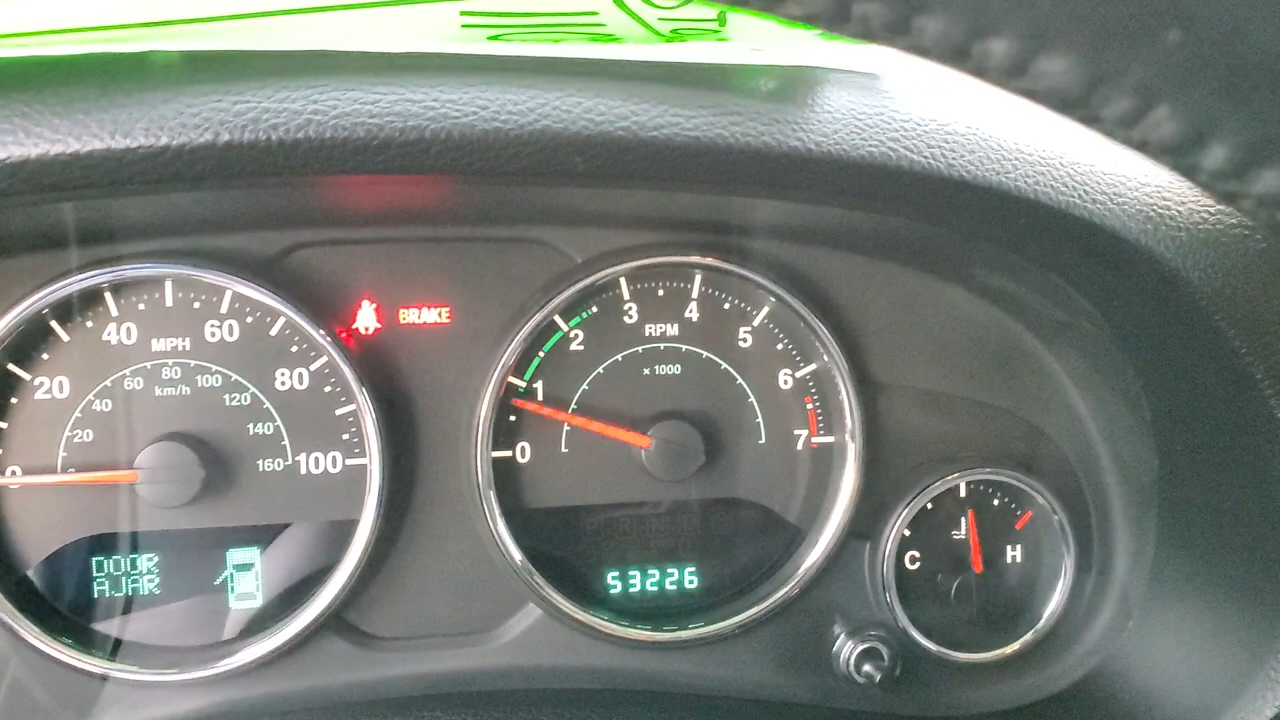 20 40 60 80 100
MPH
km/h
20 40 60 80 100 120 140 160
0
DOOR
AJAR
BRAKE
0 1 2 3 4 5 6 7
RPM
x 1000
53226
C H